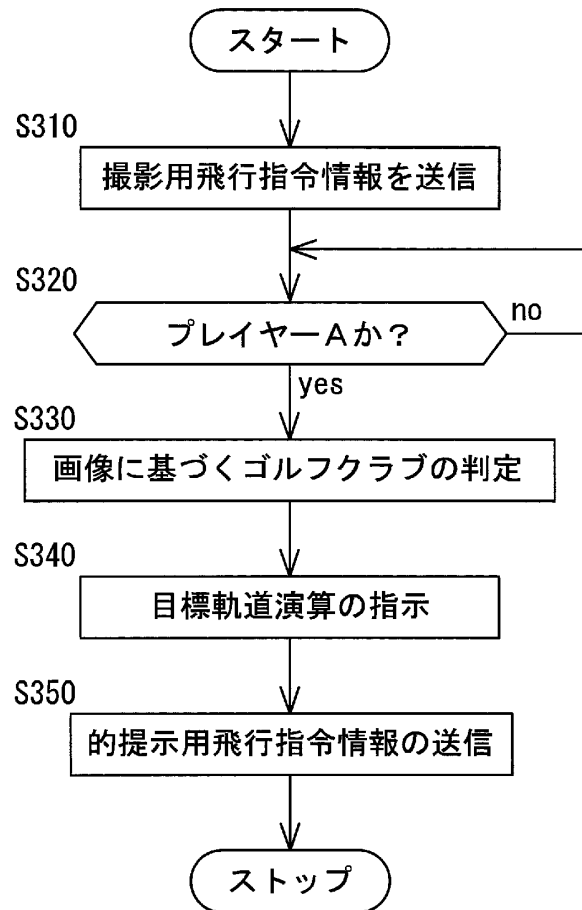 スタート
S310
撮影用飛行指令情報を送信
S320
プレイヤーAか？
no
yes
S330
画像に基づくゴルフクラブの判定
S340
目標軌道演算の指示
S350
的提示用飛行指令情報の送信
ストップ